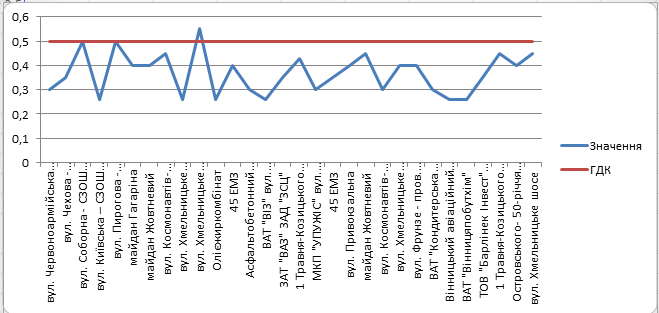 0,6
0,5
0,4
0,3
0,2
0,1
0
Значення
ГДК
вул. Червоноармійська…
вул. Чехова -…
вул. Соборна - СЗОШ…
вул. Київська – СЗОШ…
вул. Пирогова -…
майдан Гагаріна
майдан Жовтневий
вул. Космонавтів -…
вул. Хмельницьке…
вул. Хмельницьке…
Оліяжиркомбінат
45 ЕМЗ
Асфальтобетонний…
ВАТ "ВІЗ" вул.…
ЗАТ "ВАЗ" ЗАД "ЗСЦ"
1 Травня-Козицького…
МКП "УПУЖГС" вул.…
45 ЕМЗ
вул. Привокзальна
майдан Жовтневий
вул. Космонавтів -…
вул. Хмельницьке…
вул. Фрунзе - пров.…
ВАТ "Кондитерська…
Вінницький авіаційний…
ВАТ "Вінницяпобутхім"
ТОВ "Барлінек Інвест"…
1 Травня-Козицького…
Островського- 50-річчя…
вул. Хмельницьке шосе